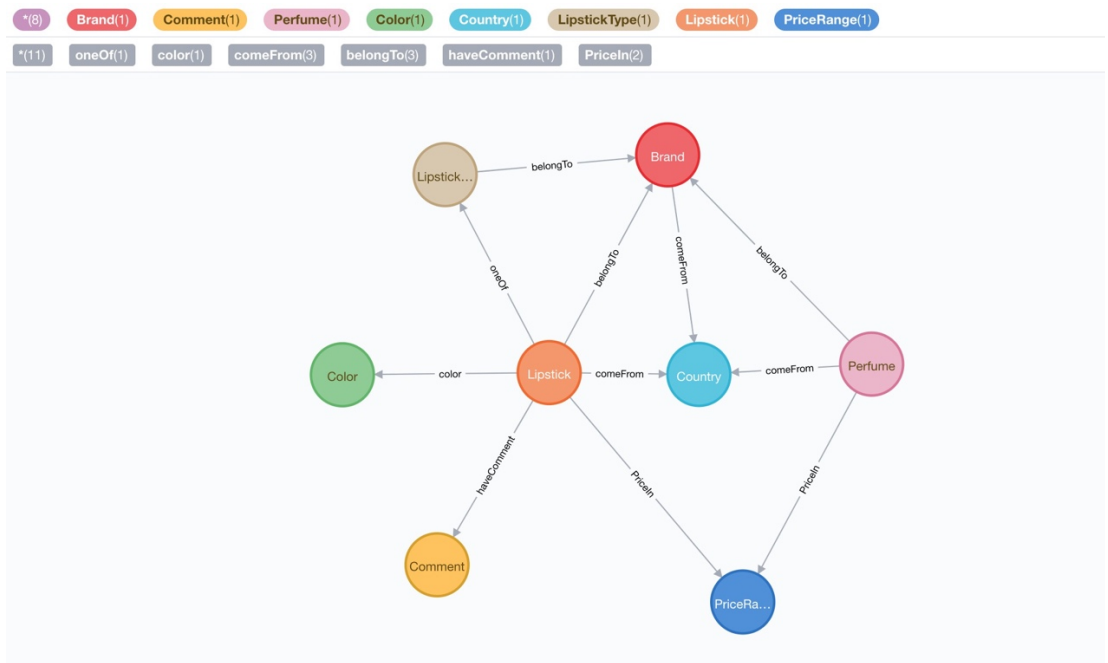 *(8) Brand(1) Comment(1) Perfume(1) Color(1) Country(1) LipstickType(1) Lipstick(1) PriceRange(1)
*(11) oneOf(1) color(1) comeFrom(3) belongTo(3) haveComment(1) PriceIn(2)
Brand
Lipstick...
belongTo
comeFrom
belongTo
belongTo
oneOf
Color
color
Lipstick
comeFrom
Country
comeFrom
Perfume
haveComment
PriceIn
PriceIn
Comment
PriceRa...